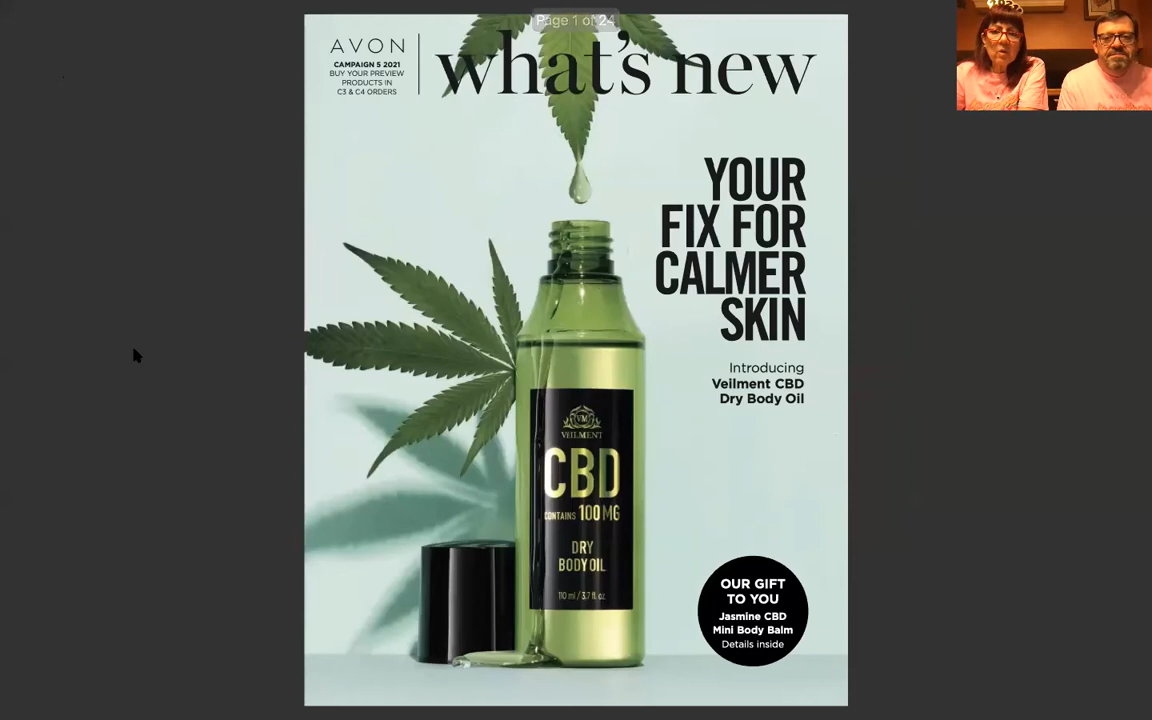 Page 1 of 24
AVON
CAMPAIGN 5 2021
BUY YOUR PREVIEW
PRODUCTS IN
C3 & C4 ORDERS
what's new
YOUR
FIX FOR
CALMER
SKIN
Introducing
Veilment CBD
Dry Body Oil
VM
VEILMENT
CBD
CONTAINS 100 MG
DRY
BODY OIL
110 ml / 3.7 fl. oz.
OUR GIFT
TO YOU
Jasmine CBD
Mini Body Balm
Details inside